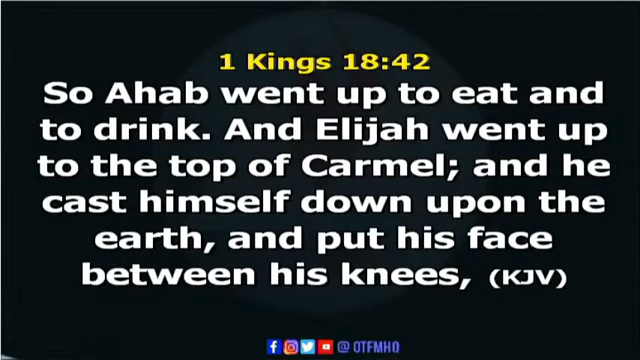 1 Kings 18:42
So Ahab went up to eat and
to drink. And Elijah went up
to the top of Carmel; and he
cast himself down upon the
earth, and put his face
between his knees, (KJV)
@ OTFMHQ